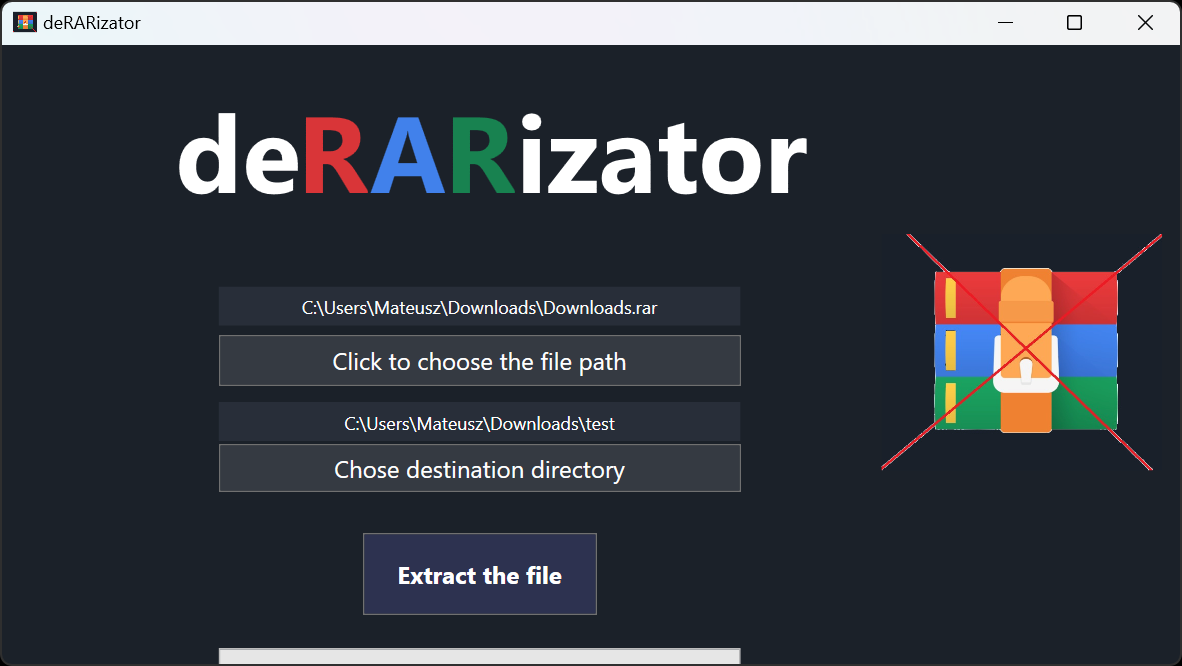 deRARizator
deRARizator
C:\Users\Mateusz\Downloads\Downloads.rar
Click to choose the file path
C:\Users\Mateusz\Downloads\test
Chose destination directory
Extract the file